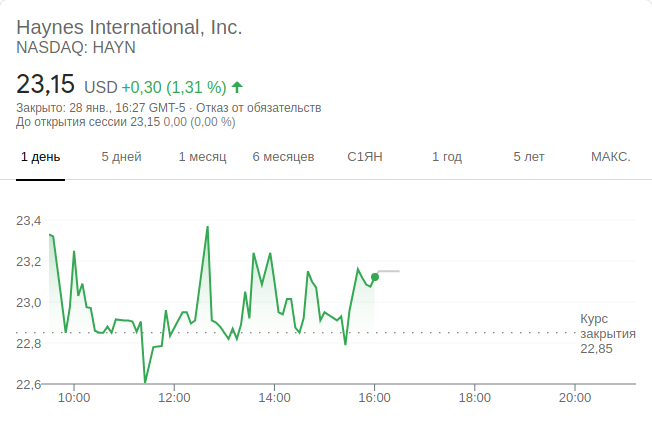 Haynes International, Inc.
NASDAQ: HAYN
23,15 USD +0,30 (1,31 %)
Закрыто: 28 янв., 16:27 GMT-5 · Отказ от обязательств
До открытия сессии 23,15 0,00 (0,00 %)
1 день 5 дней 1 месяц 6 месяцев С1ЯН 1 год 5 лет МАКС.
23,4
23,2
23,0
22,8
22,6
Курс
закрытия
22,85
10:00 12:00 14:00 16:00 18:00 20:00